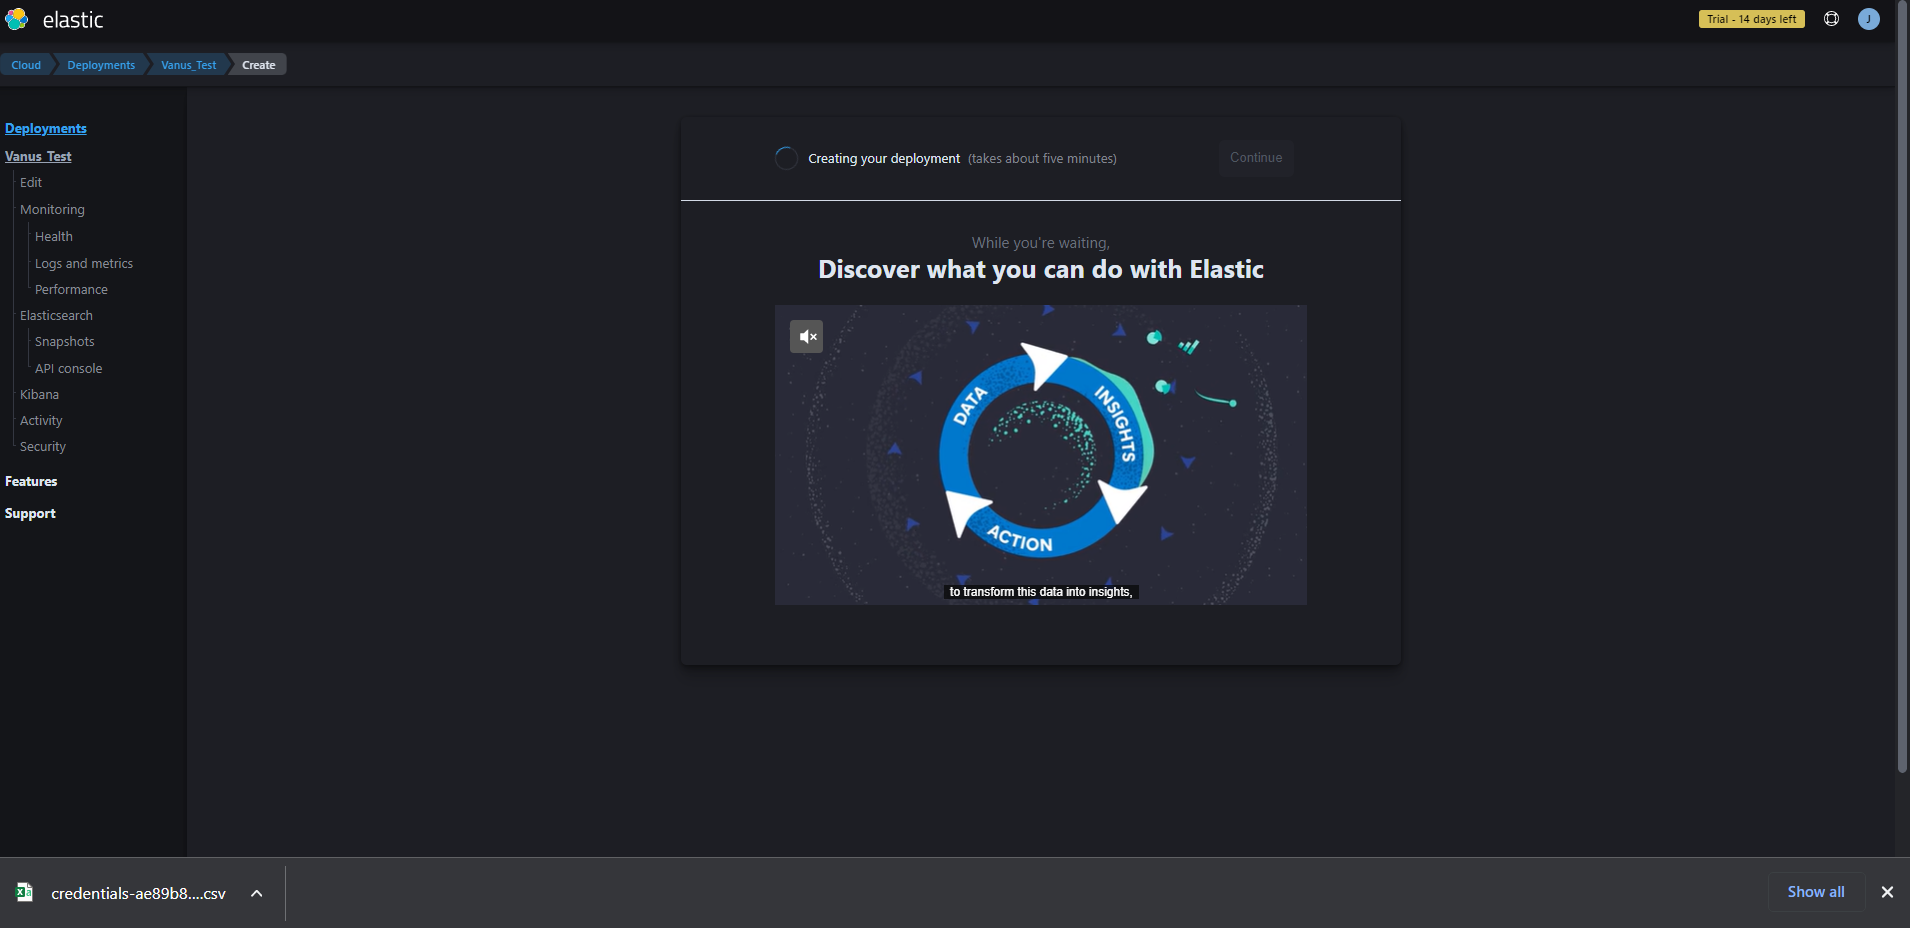 elastic
Trial - 14 days left
J
Cloud
Deployments
Vanus_Test
Create
Deployments
Vanus_Test
Edit
Monitoring
Health
Logs and metrics
Performance
Elasticsearch
Snapshots
API console
Kibana
Activity
Security
Features
Support
Creating your deployment (takes about five minutes)
Continue
While you're waiting,
Discover what you can do with Elastic
DATA
INSIGHTS
ACTION
to transform this data into insights,
credentials-ae89b8....csv
Show all